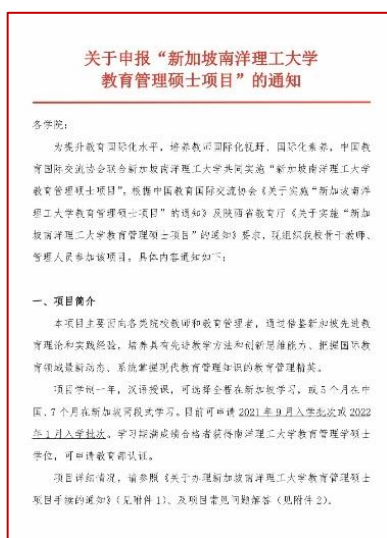 关于申报“新加坡南洋理工大学
教育管理硕士项目”的通知
各学院：
为提升教育国际化水平，培养教师国际化视野、国际化素养，中国教
育国际交流协会联合新加坡南洋理工大学共同实施“新加坡南洋理工大学
教育管理硕士项目”，根据中国教育国际交流协会《关于实施“新加坡南洋
理工大学教育管理硕士项目”的通知》及陕西省教育厅《关于实施“新加
坡南洋理工大学教育管理硕士项目”的通知》要求，现组织我校骨干教师、
管理人员参加该项目。具体内容通知如下：
一、项目简介
本项目主要面向各类院校教师和教育管理者，通过借鉴新加坡先进教
育理论和实践经验，培养具有先进教学方法和创新思维能力、把握国际教
育领域最新动态、系统掌握现代教育管理知识的教育管理精英。
项目学制一年，汉语授课，可选择全暂在新加坡学习，或5个月在中
国、7个月在新加坡两段式学习。目前可申请 2021 年 9 月入学批次或 2022
年 1 月入学批次。学习期满成绩合格者获得南洋理工大学教育管理学硕士
学位，可申请教育部认证。
项目详细情况，请参照《关于办理新加坡南洋理工大学教育管理硕士
项目手续的通知》（见附件 1）、及项目常见问题解答（见附件 2）。